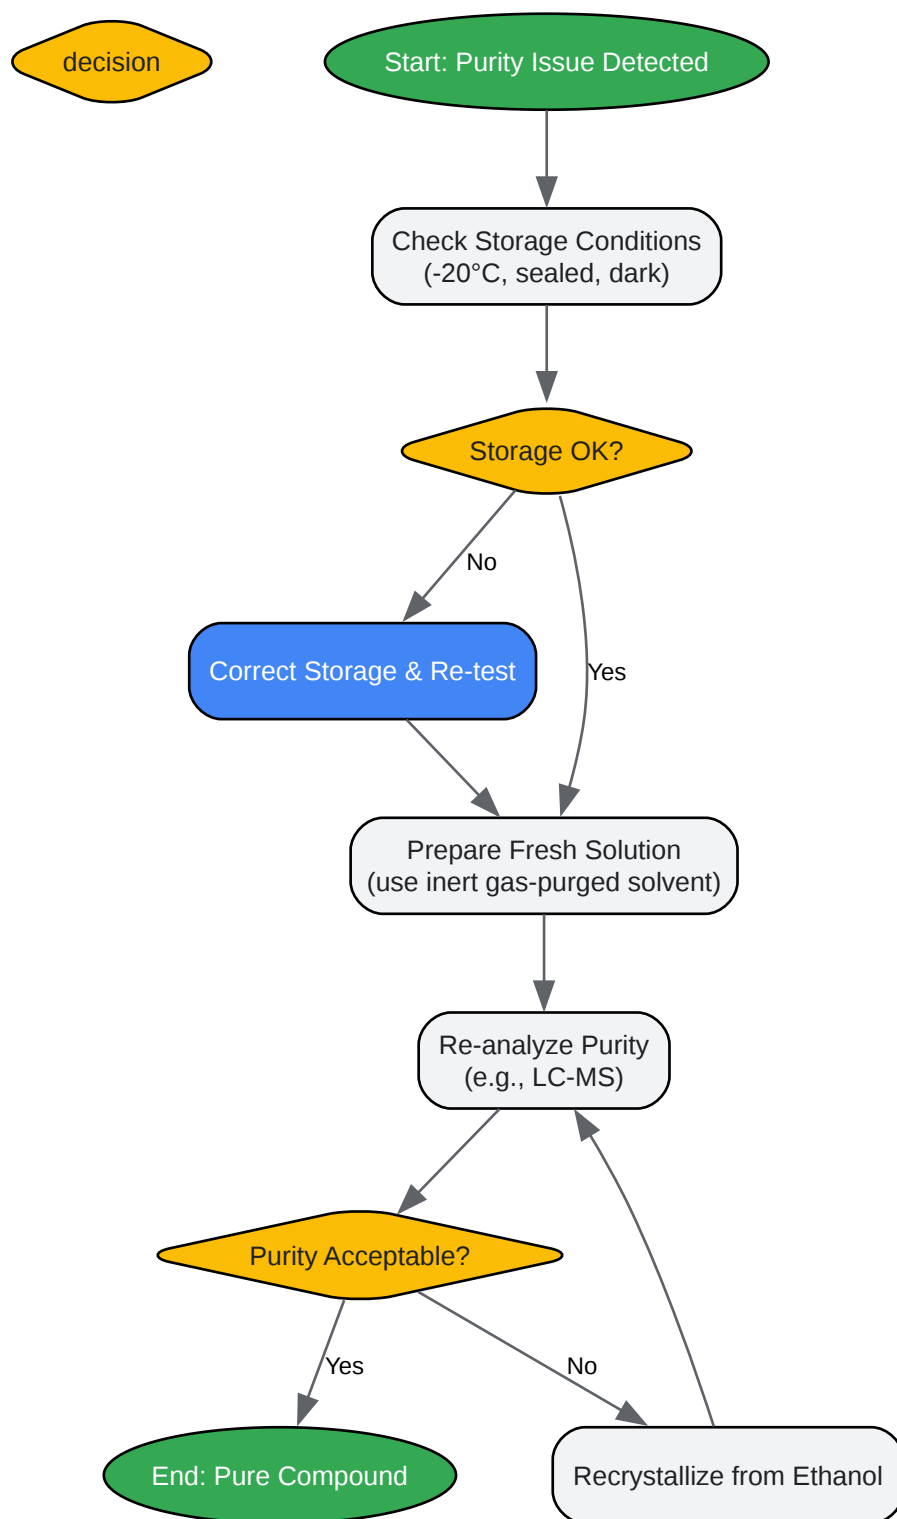 decision
Start: Purity Issue Detected
Check Storage Conditions
(-20°C, sealed, dark)
Storage OK?
No
Yes
Correct Storage & Re-test
Prepare Fresh Solution
(use inert gas-purged solvent)
Re-analyze Purity
(e.g., LC-MS)
Purity Acceptable?
Yes
No
End: Pure Compound
Recrystallize from Ethanol